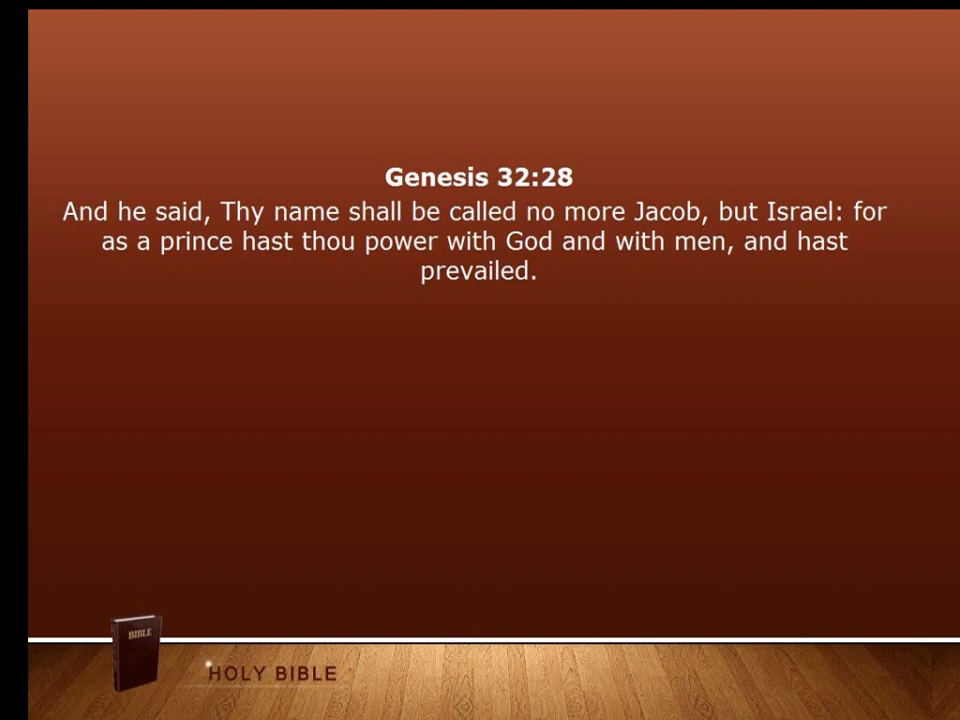 Genesis 32:28
And he said, Thy name shall be called no more Jacob, but Israel: for
as a prince hast thou power with God and with men, and hast
prevailed.
BIBLE
HOLY BIBLE